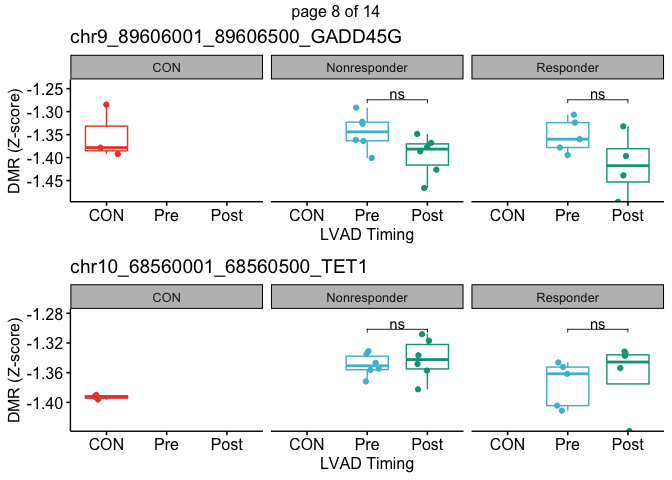 page 8 of 14
chr9_89606001_89606500_GADD45G
CON Nonresponder Responder
DMR (Z-score)
-1.25
-1.30
-1.35
-1.40
-1.45
ns ns
CON Pre Post CON Pre Post CON Pre Post
LVAD Timing
chr10_68560001_68560500_TET1
CON Nonresponder Responder
DMR (Z-score)
-1.28
-1.32
-1.36
-1.40
ns ns
CON Pre Post CON Pre Post CON Pre Post
LVAD Timing